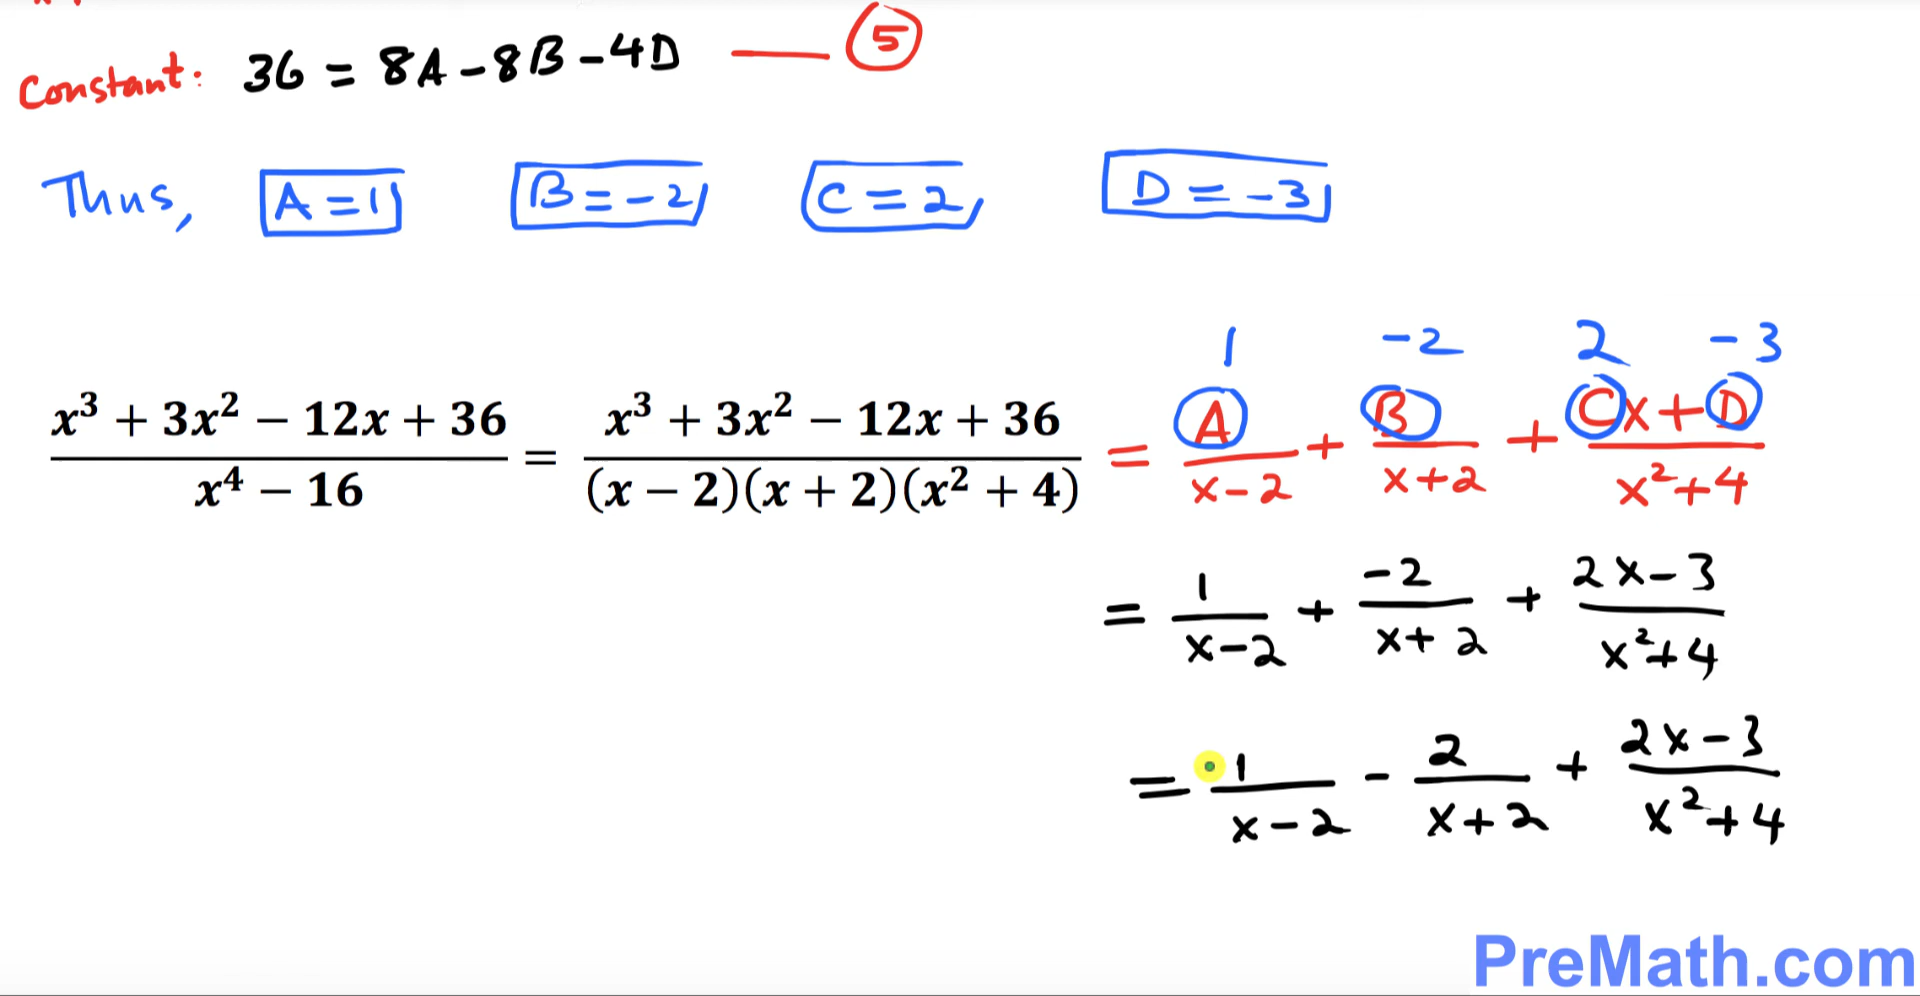 Constant: 36 = 8A - 8B - 4D — ⑤
Thus, A = 1 B = -2 C = 2 D = -3
1 -2 2 -3
(x³ + 3x² − 12x + 36)/(x⁴ − 16) = (x³ + 3x² − 12x + 36)/((x − 2)(x + 2)(x² + 4)) = A/(x-2) + B/(x+2) + (Cx+D)/(x²+4)
= 1/(x-2) + -2/(x+2) + (2x-3)/(x²+4)
= 1/(x-2) - 2/(x+2) + (2x-3)/(x²+4)
PreMath.com